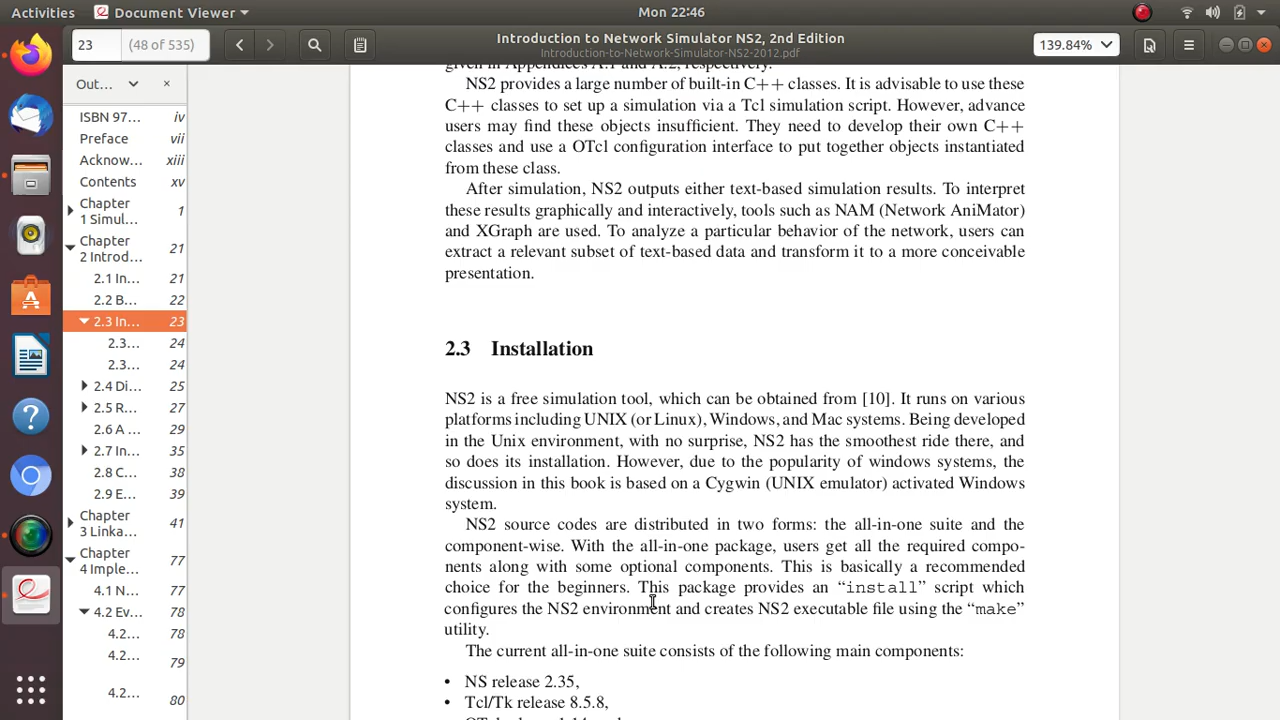 Activities
Document Viewer
Mon 22:46
23
(48 of 535)
Introduction to Network Simulator NS2, 2nd Edition
Introduction-to-Network-Simulator-NS2-2012.pdf
139.84%
Out...
ISBN 97... iv
Preface vii
Acknow... xiii
Contents xv
Chapter
1 Simul... 1
Chapter
2 Introd... 21
2.1 In... 21
2.2 B... 22
2.3 In... 23
2.3... 24
2.3... 24
2.4 Di... 25
2.5 R... 27
2.6 A ... 29
2.7 In... 35
2.8 C... 38
2.9 E... 39
Chapter
3 Linka... 41
Chapter
4 Imple... 77
4.1 N... 77
4.2 Ev... 78
4.2... 78
4.2... 79
4.2... 80
given in Appendices A.1 and A.2, respectively.
NS2 provides a large number of built-in C++ classes. It is advisable to use these
C++ classes to set up a simulation via a Tcl simulation script. However, advance
users may find these objects insufficient. They need to develop their own C++
classes and use a OTcl configuration interface to put together objects instantiated
from these class.
After simulation, NS2 outputs either text-based simulation results. To interpret
these results graphically and interactively, tools such as NAM (Network AniMator)
and XGraph are used. To analyze a particular behavior of the network, users can
extract a relevant subset of text-based data and transform it to a more conceivable
presentation.
2.3 Installation
NS2 is a free simulation tool, which can be obtained from [10]. It runs on various
platforms including UNIX (or Linux), Windows, and Mac systems. Being developed
in the Unix environment, with no surprise, NS2 has the smoothest ride there, and
so does its installation. However, due to the popularity of windows systems, the
discussion in this book is based on a Cygwin (UNIX emulator) activated Windows
system.
NS2 source codes are distributed in two forms: the all-in-one suite and the
component-wise. With the all-in-one package, users get all the required compo-
nents along with some optional components. This is basically a recommended
choice for the beginners. This package provides an “install” script which
configures the NS2 environment and creates NS2 executable file using the “make”
utility.
The current all-in-one suite consists of the following main components:
• NS release 2.35,
• Tcl/Tk release 8.5.8,